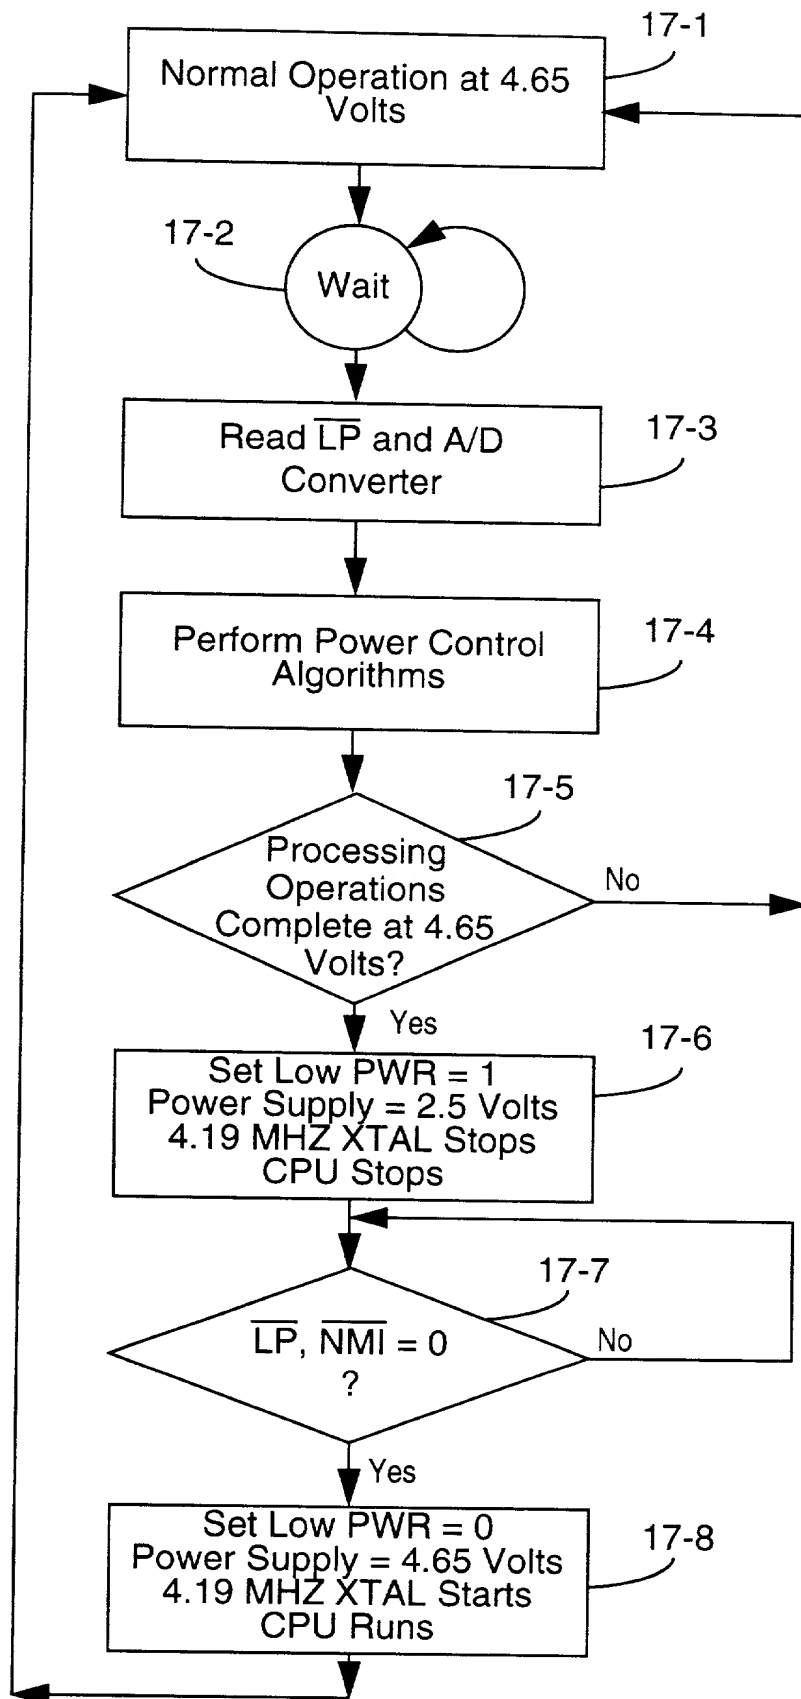 17-1
Normal Operation at 4.65
Volts
17-2
Wait
Read L̅P̅ and A/D
Converter
17-3
Perform Power Control
Algorithms
17-4
17-5
Processing
Operations
Complete at 4.65
Volts?
No
Yes
17-6
Set Low PWR = 1
Power Supply = 2.5 Volts
4.19 MHZ XTAL Stops
CPU Stops
17-7
L̅P̅, N̅M̅I̅ = 0
?
No
Yes
Set Low PWR = 0
Power Supply = 4.65 Volts
4.19 MHZ XTAL Starts
CPU Runs
17-8